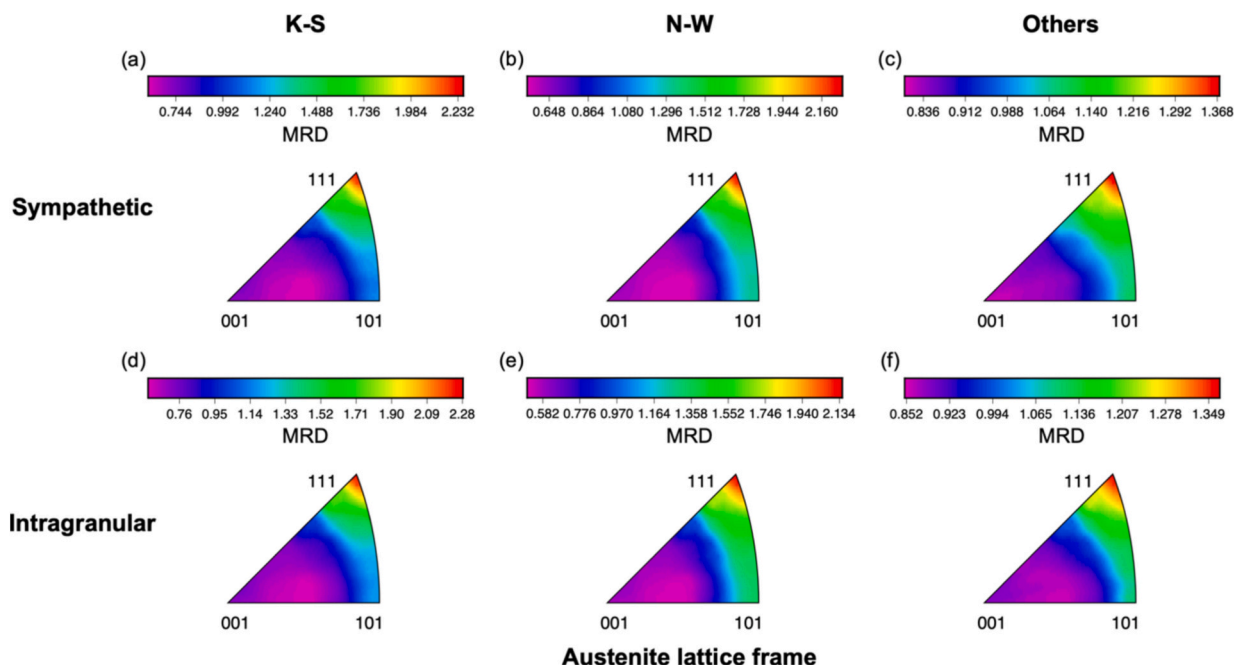 K-S N-W Others
(a) (b) (c)
0.744 0.992 1.240 1.488 1.736 1.984 2.232
0.648 0.864 1.080 1.296 1.512 1.728 1.944 2.160
0.836 0.912 0.988 1.064 1.140 1.216 1.292 1.368
MRD MRD MRD
111 111 111
Sympathetic
001 101 001 101 001 101
(d) (e) (f)
0.76 0.95 1.14 1.33 1.52 1.71 1.90 2.09 2.28
0.582 0.776 0.970 1.164 1.358 1.552 1.746 1.940 2.134
0.852 0.923 0.994 1.065 1.136 1.207 1.278 1.349
MRD MRD MRD
111 111 111
Intragranular
001 101 001 101 001 101
Austenite lattice frame